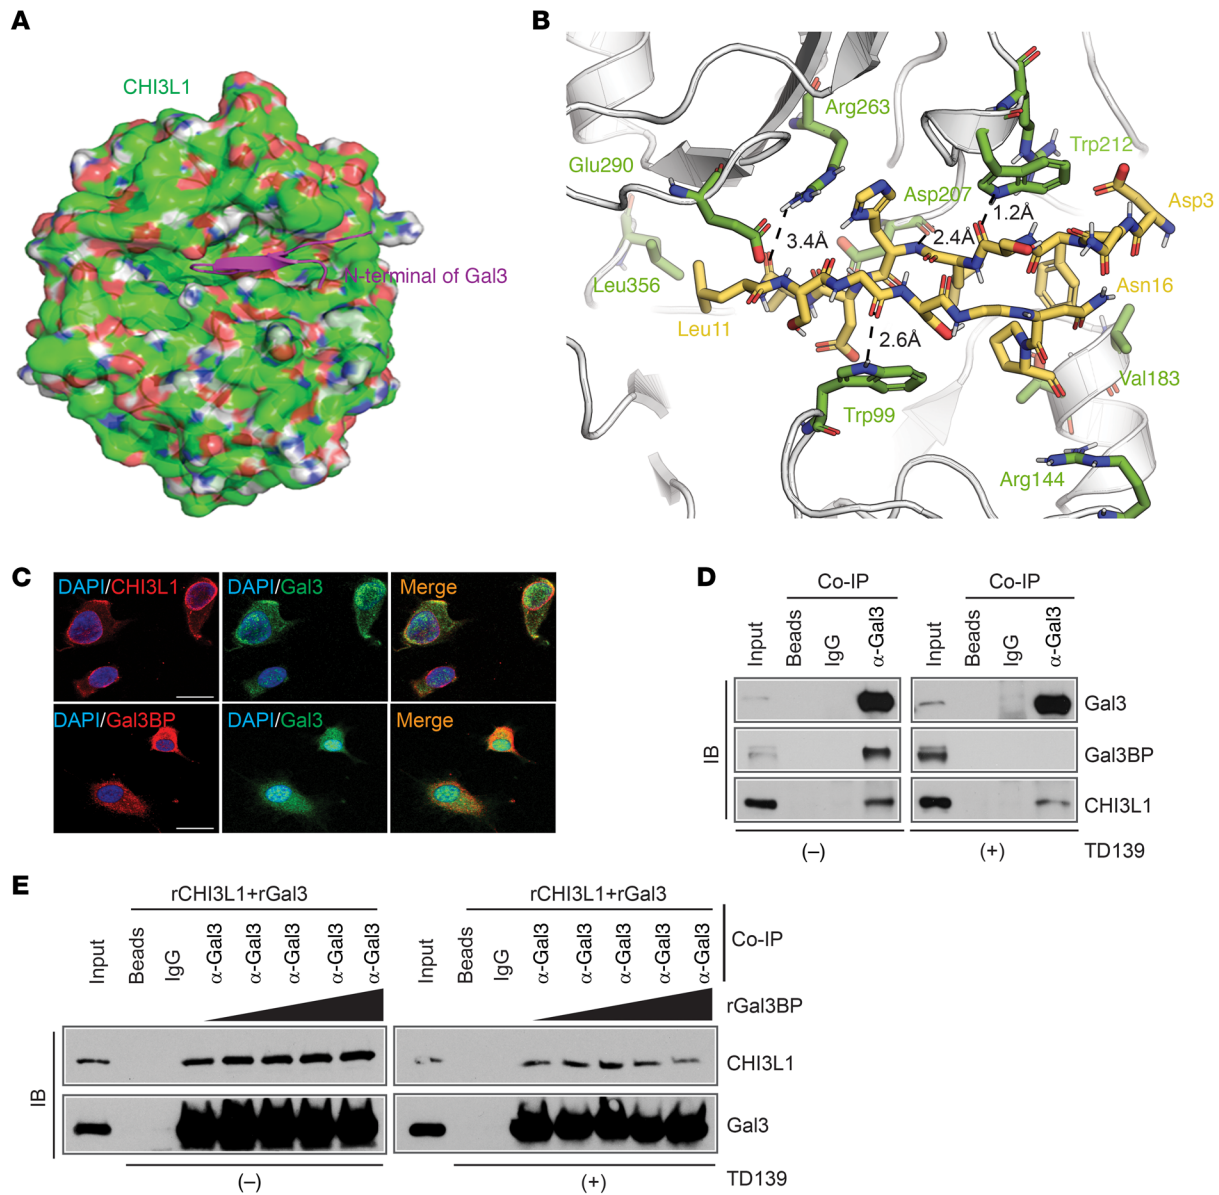 A
CHI3L1
N-terminal of Gal3
B
Arg263
Trp212
Glu290
Asp207
Asp3
1.2Å
3.4Å
2.4Å
Leu356
Asn16
Leu11
2.6Å
Val183
Trp99
Arg144
C
DAPI/CHI3L1
DAPI/Gal3
Merge
DAPI/Gal3BP
DAPI/Gal3
Merge
D
Co-IP
Co-IP
Input
Beads
IgG
α-Gal3
Input
Beads
IgG
α-Gal3
IB
Gal3
Gal3BP
CHI3L1
(–)
(+)
TD139
E
rCHI3L1+rGal3
rCHI3L1+rGal3
Input
Beads
IgG
α-Gal3
α-Gal3
α-Gal3
α-Gal3
α-Gal3
Input
Beads
IgG
α-Gal3
α-Gal3
α-Gal3
α-Gal3
α-Gal3
Co-IP
rGal3BP
IB
CHI3L1
Gal3
(–)
(+)
TD139